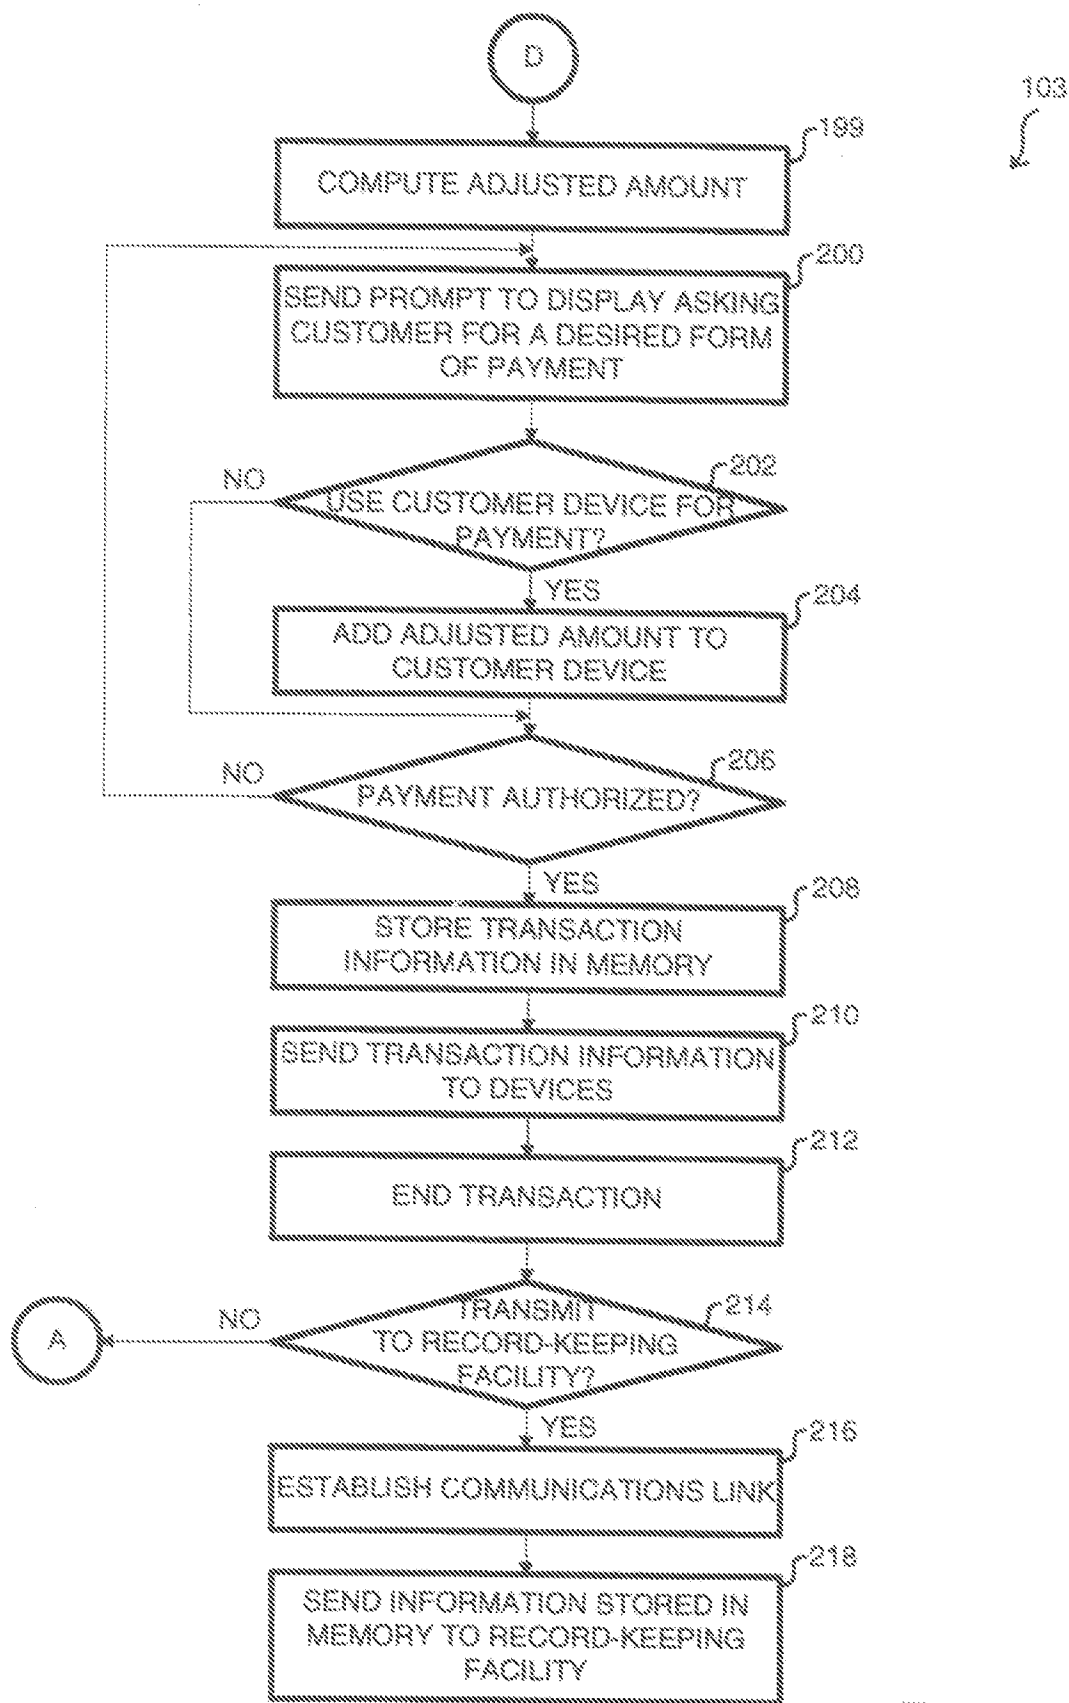 D
103
199
COMPUTE ADJUSTED AMOUNT
200
SEND PROMPT TO DISPLAY ASKING
CUSTOMER FOR A DESIRED FORM
OF PAYMENT
202
NO
USE CUSTOMER DEVICE FOR
PAYMENT?
YES
204
ADD ADJUSTED AMOUNT TO
CUSTOMER DEVICE
206
NO
PAYMENT AUTHORIZED?
YES
208
STORE TRANSACTION
INFORMATION IN MEMORY
210
SEND TRANSACTION INFORMATION
TO DEVICES
212
END TRANSACTION
214
NO
A
TRANSMIT
TO RECORD-KEEPING
FACILITY?
YES
216
ESTABLISH COMMUNICATIONS LINK
218
SEND INFORMATION STORED IN
MEMORY TO RECORD-KEEPING
FACILITY